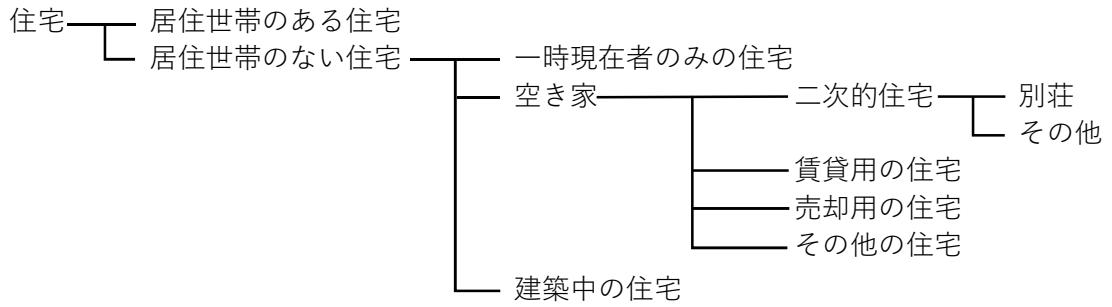 住宅 居住世帯のある住宅
居住世帯のない住宅 一時現在者のみの住宅
空き家 二次的住宅 別荘
その他
賃貸用の住宅
売却用の住宅
その他の住宅
建築中の住宅